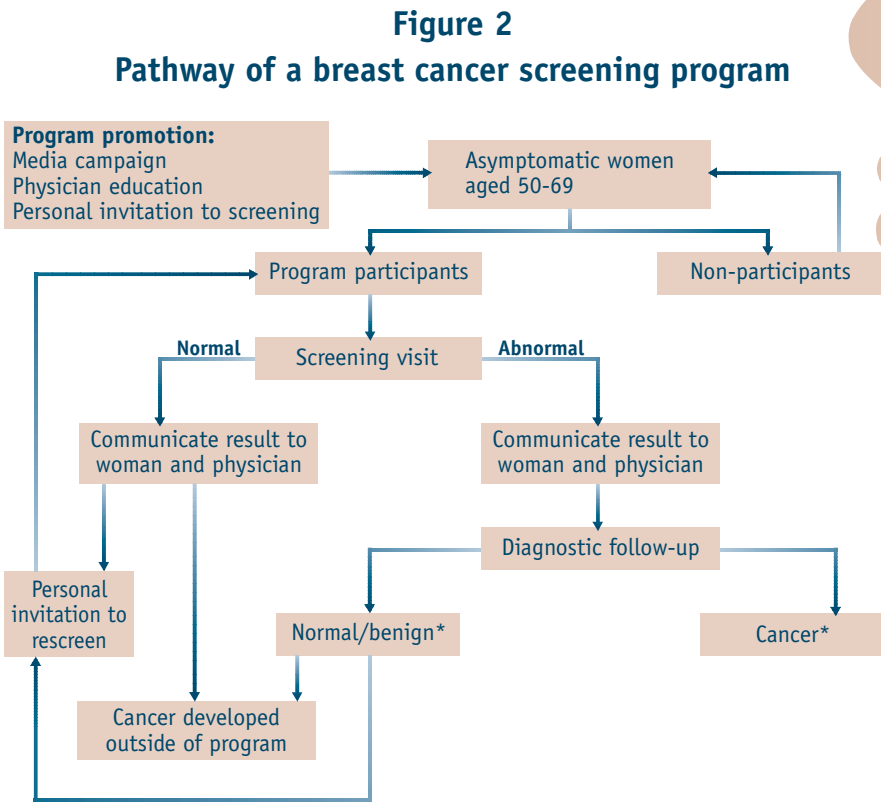 Figure 2
Pathway of a breast cancer screening program
Program promotion:
Media campaign
Physician education
Personal invitation to screening
Asymptomatic women
aged 50-69
Program participants
Non-participants
Normal
Screening visit
Abnormal
Communicate result to
woman and physician
Communicate result to
woman and physician
Diagnostic follow-up
Personal
invitation to
rescreen
Normal/benign*
Cancer*
Cancer developed
outside of program